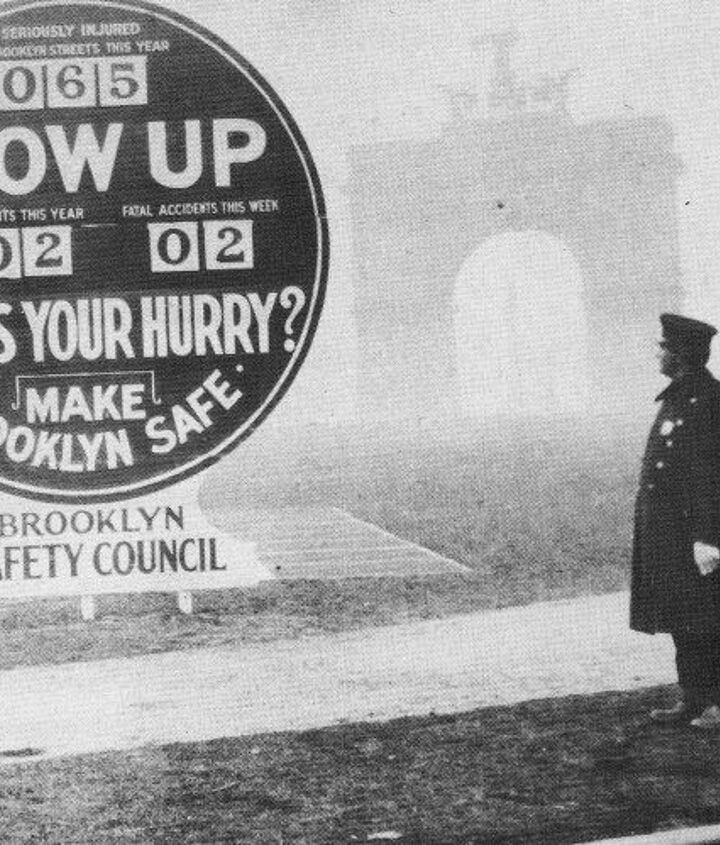 SERIOUSLY INJURED
BROOKLYN STREETS THIS YEAR
065
OW UP
TS THIS YEAR FATAL ACCIDENTS THIS WEEK
02 02
S YOUR HURRY?
MAKE
OOKLYN SAFE
BROOKLYN
AFETY COUNCIL